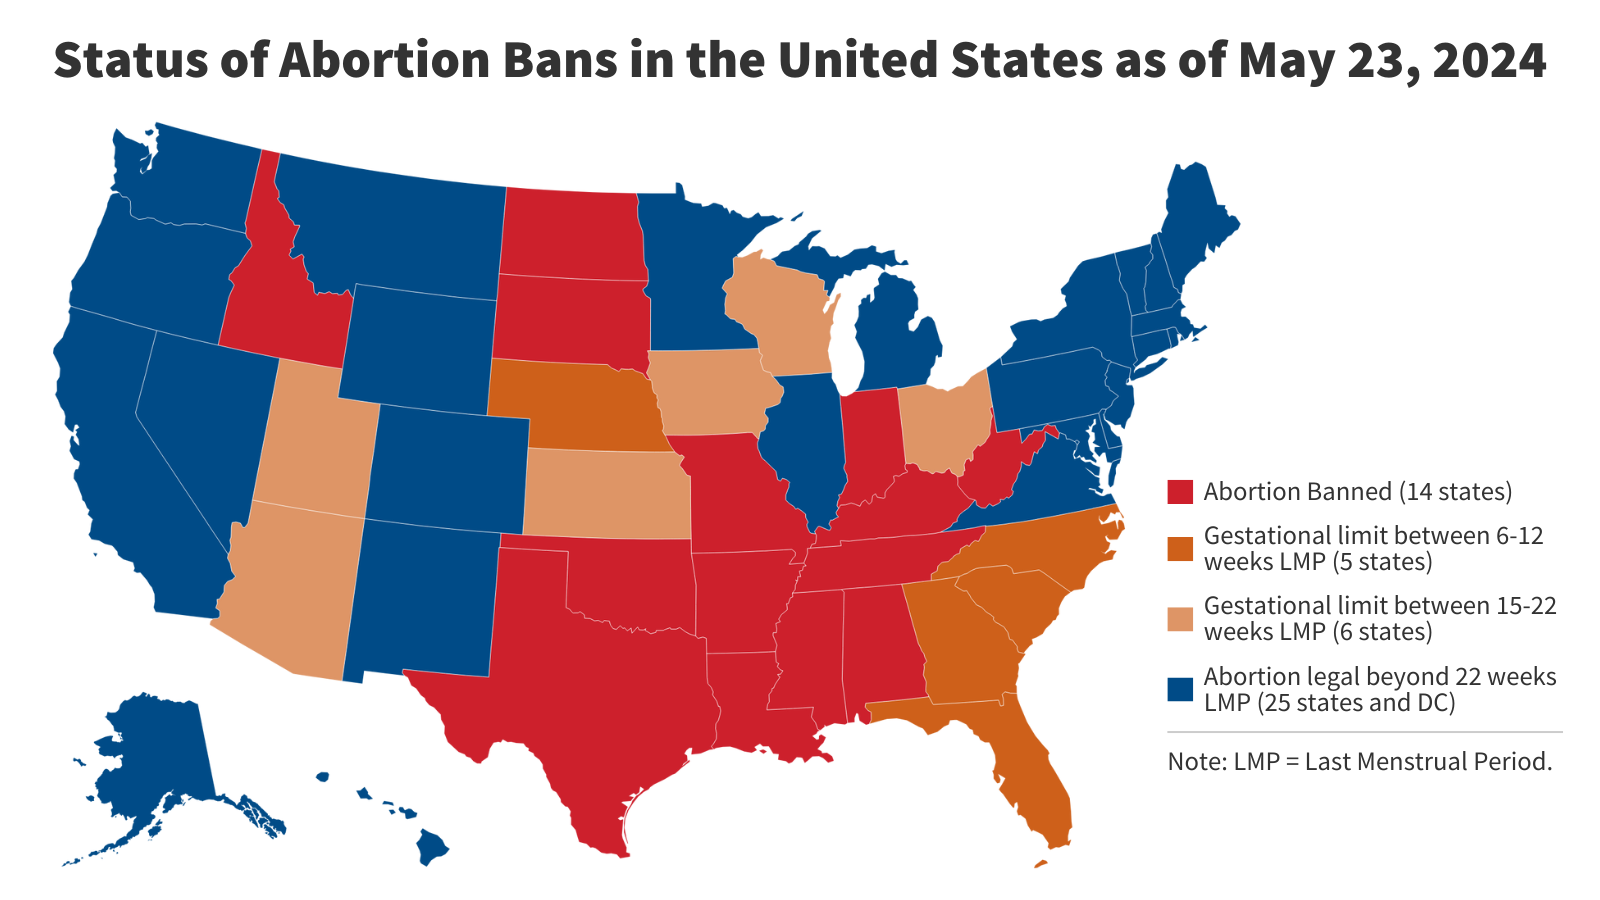 Status of Abortion Bans in the United States as of May 23, 2024
Abortion Banned (14 states)
Gestational limit between 6-12
weeks LMP (5 states)
Gestational limit between 15-22
weeks LMP (6 states)
Abortion legal beyond 22 weeks
LMP (25 states and DC)
Note: LMP = Last Menstrual Period.